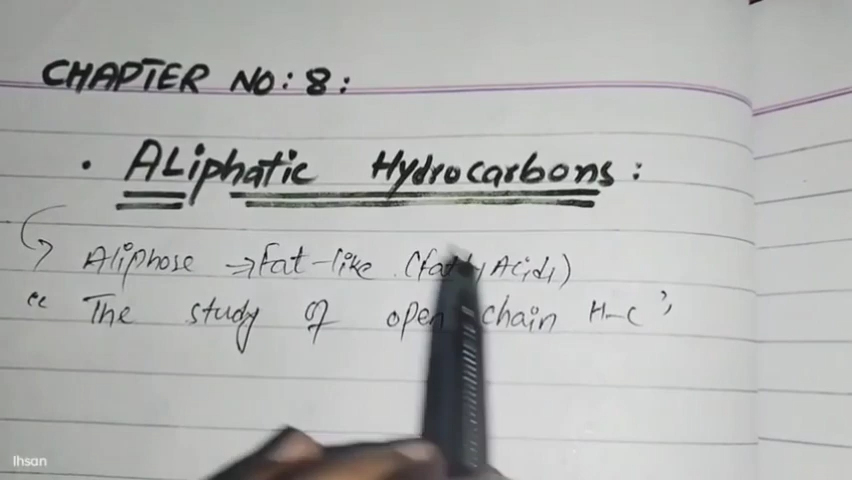 CHAPTER NO: 8:
• ALiphatic Hydrocarbons:
Aliphose ⇒ Fat-like (fatty Acids)
“ The study of open chain H-C ”
Ihsan